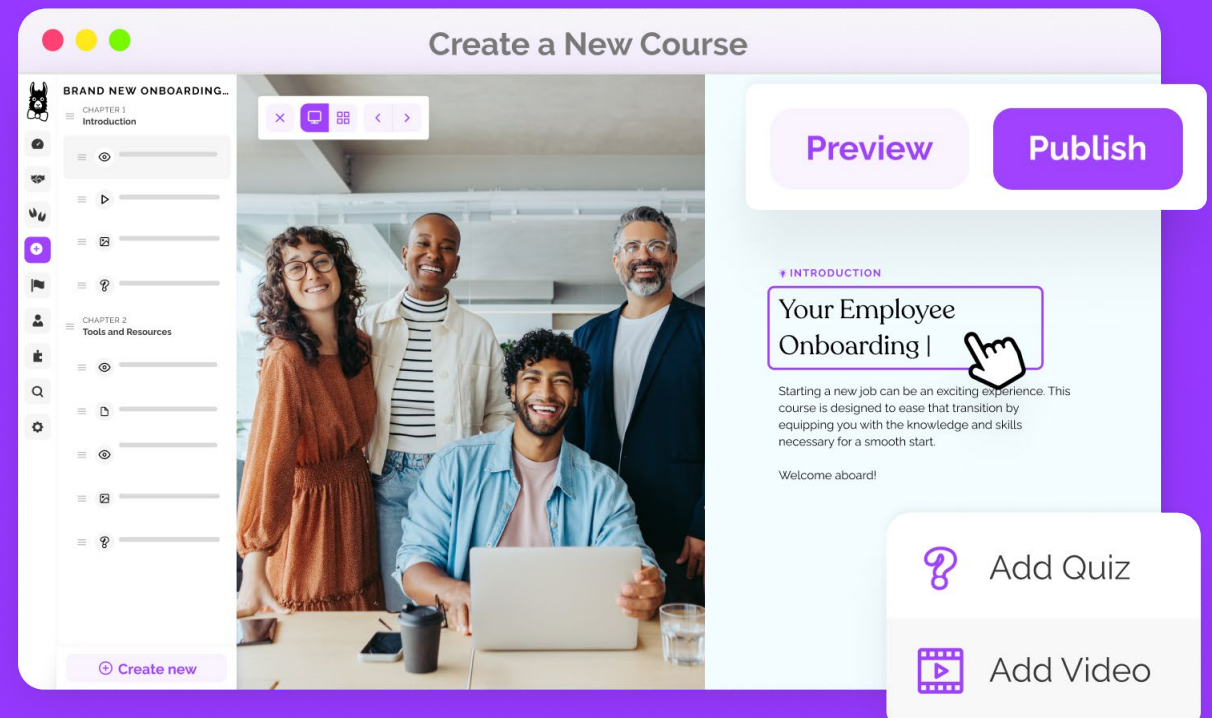 Create a New Course
BRAND NEW ONBOARDING...
CHAPTER 1
Introduction
CHAPTER 2
Tools and Resources
Create new
Preview
Publish
INTRODUCTION
Your Employee
Onboarding |
Starting a new job can be an exciting experience. This
course is designed to ease that transition by
equipping you with the knowledge and skills
necessary for a smooth start.
Welcome aboard!
Add Quiz
Add Video